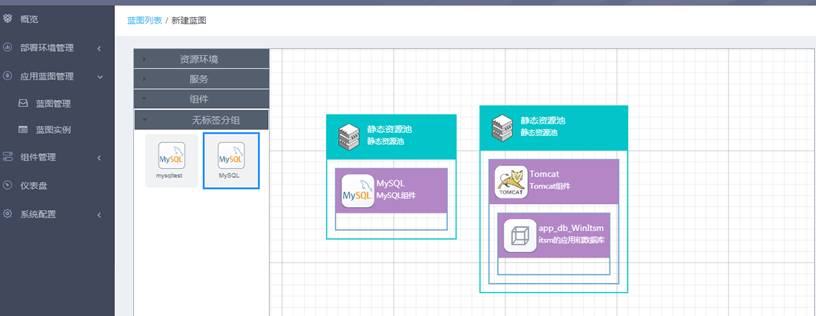 蓝图列表 / 新建蓝图
概览
部署环境管理
应用蓝图管理
蓝图管理
蓝图实例
组件管理
仪表盘
系统配置
资源环境
服务
组件
无标签分组
MySQL
mysqltest
MySQL
MySQL
静态资源池
静态资源池
MySQL
MySQL
MySQL组件
静态资源池
静态资源池
TOMCAT
Tomcat
Tomcat组件
app_db_WinItsm
itsm的应用和数据库